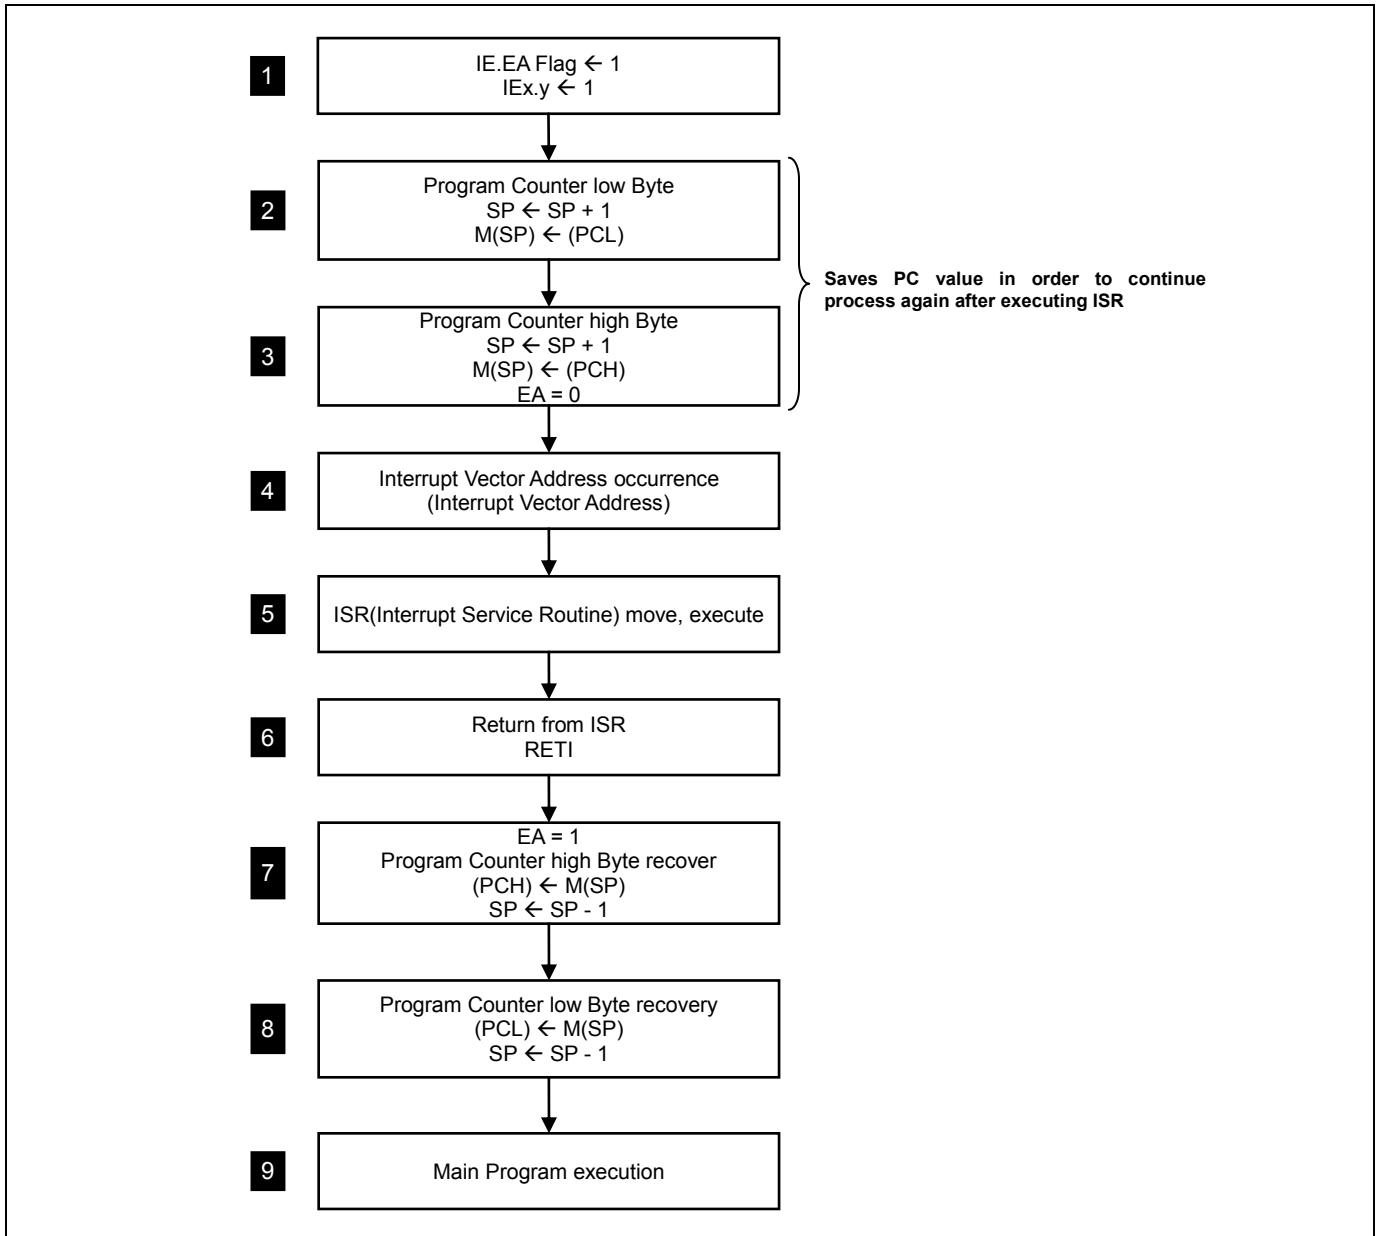 1
IE.EA Flag ← 1
IEx.y ← 1
2
Program Counter low Byte
SP ← SP + 1
M(SP) ← (PCL)
Saves PC value in order to continue
process again after executing ISR
3
Program Counter high Byte
SP ← SP + 1
M(SP) ← (PCH)
EA = 0
4
Interrupt Vector Address occurrence
(Interrupt Vector Address)
5
ISR(Interrupt Service Routine) move, execute
6
Return from ISR
RETI
7
EA = 1
Program Counter high Byte recover
(PCH) ← M(SP)
SP ← SP - 1
8
Program Counter low Byte recovery
(PCL) ← M(SP)
SP ← SP - 1
9
Main Program execution